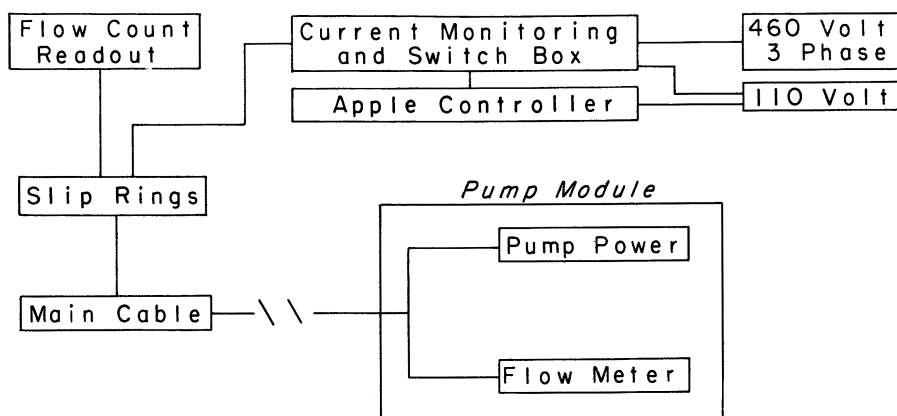 Flow Count
Readout
Current Monitoring
and Switch Box
460 Volt
3 Phase
Apple Controller
110 Volt
Slip Rings
Pump Module
Pump Power
Main Cable
Flow Meter